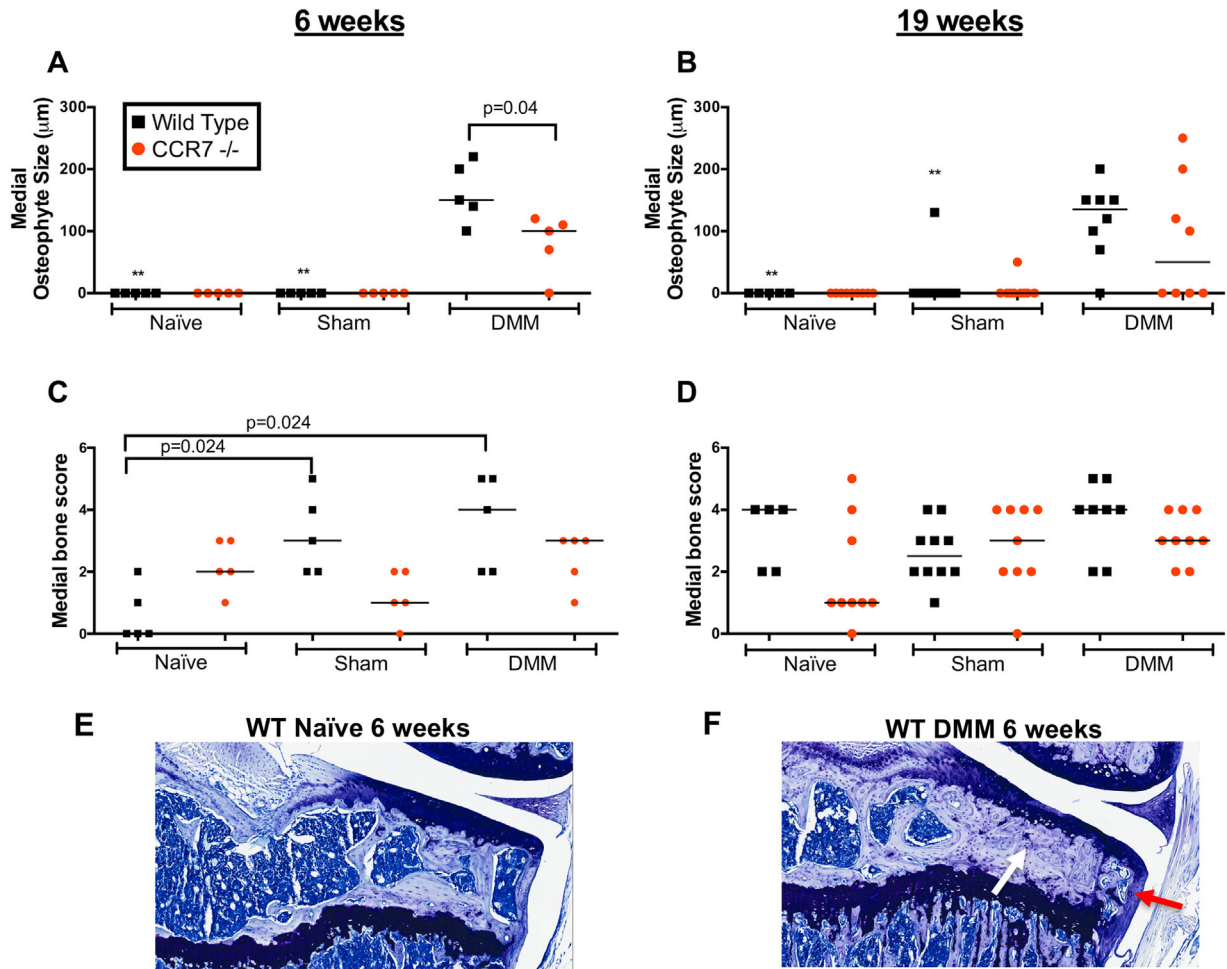 6 weeks
19 weeks
A
B
Medial
Osteophyte Size (μm)
300
200
100
0
Wild Type
CCR7 -/-
p=0.04
**
**
Naïve
Sham
DMM
Medial
Osteophyte Size (μm)
300
200
100
0
**
**
Naïve
Sham
DMM
C
D
Medial bone score
6
4
2
0
p=0.024
p=0.024
Naïve
Sham
DMM
Medial bone score
6
4
2
0
Naïve
Sham
DMM
E
WT Naïve 6 weeks
F
WT DMM 6 weeks